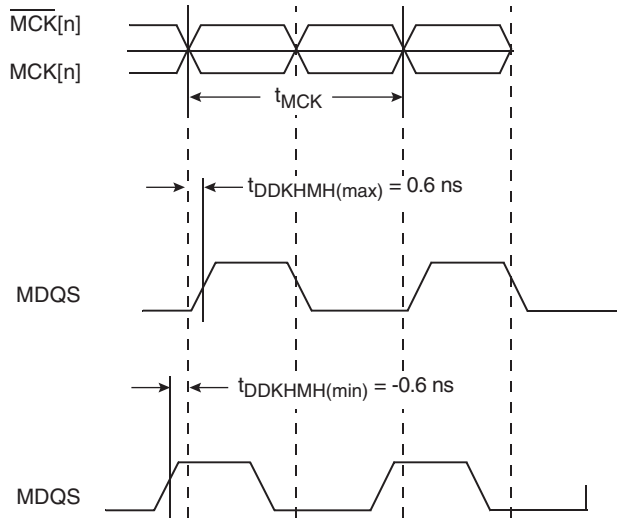 MCK[n]
MCK[n]
tMCK
tDDKHMH(max) = 0.6 ns
MDQS
tDDKHMH(min) = -0.6 ns
MDQS